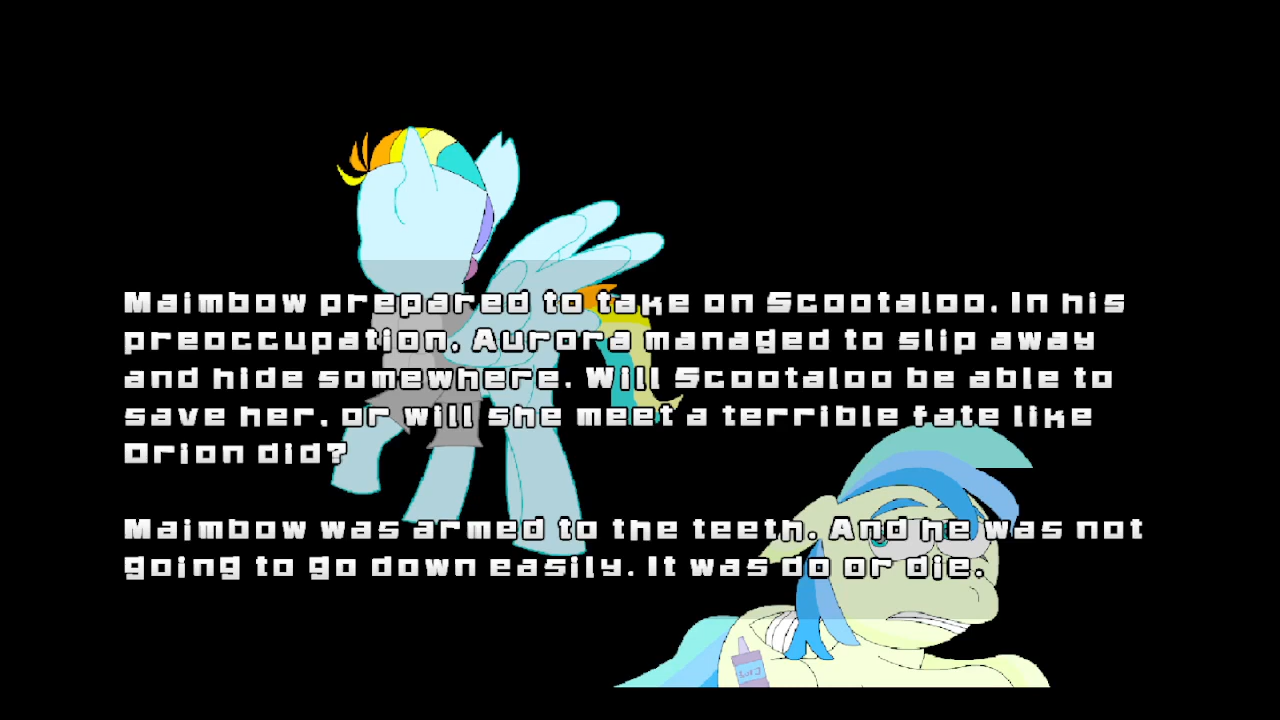 Maimbow prepared to take on Scootaloo. In his
preoccupation, Aurora managed to slip away
and hide somewhere. Will Scootaloo be able to
save her, or will she meet a terrible fate like
Orion did?
Maimbow was armed to the teeth. And he was not
going to go down easily. It was do or die.